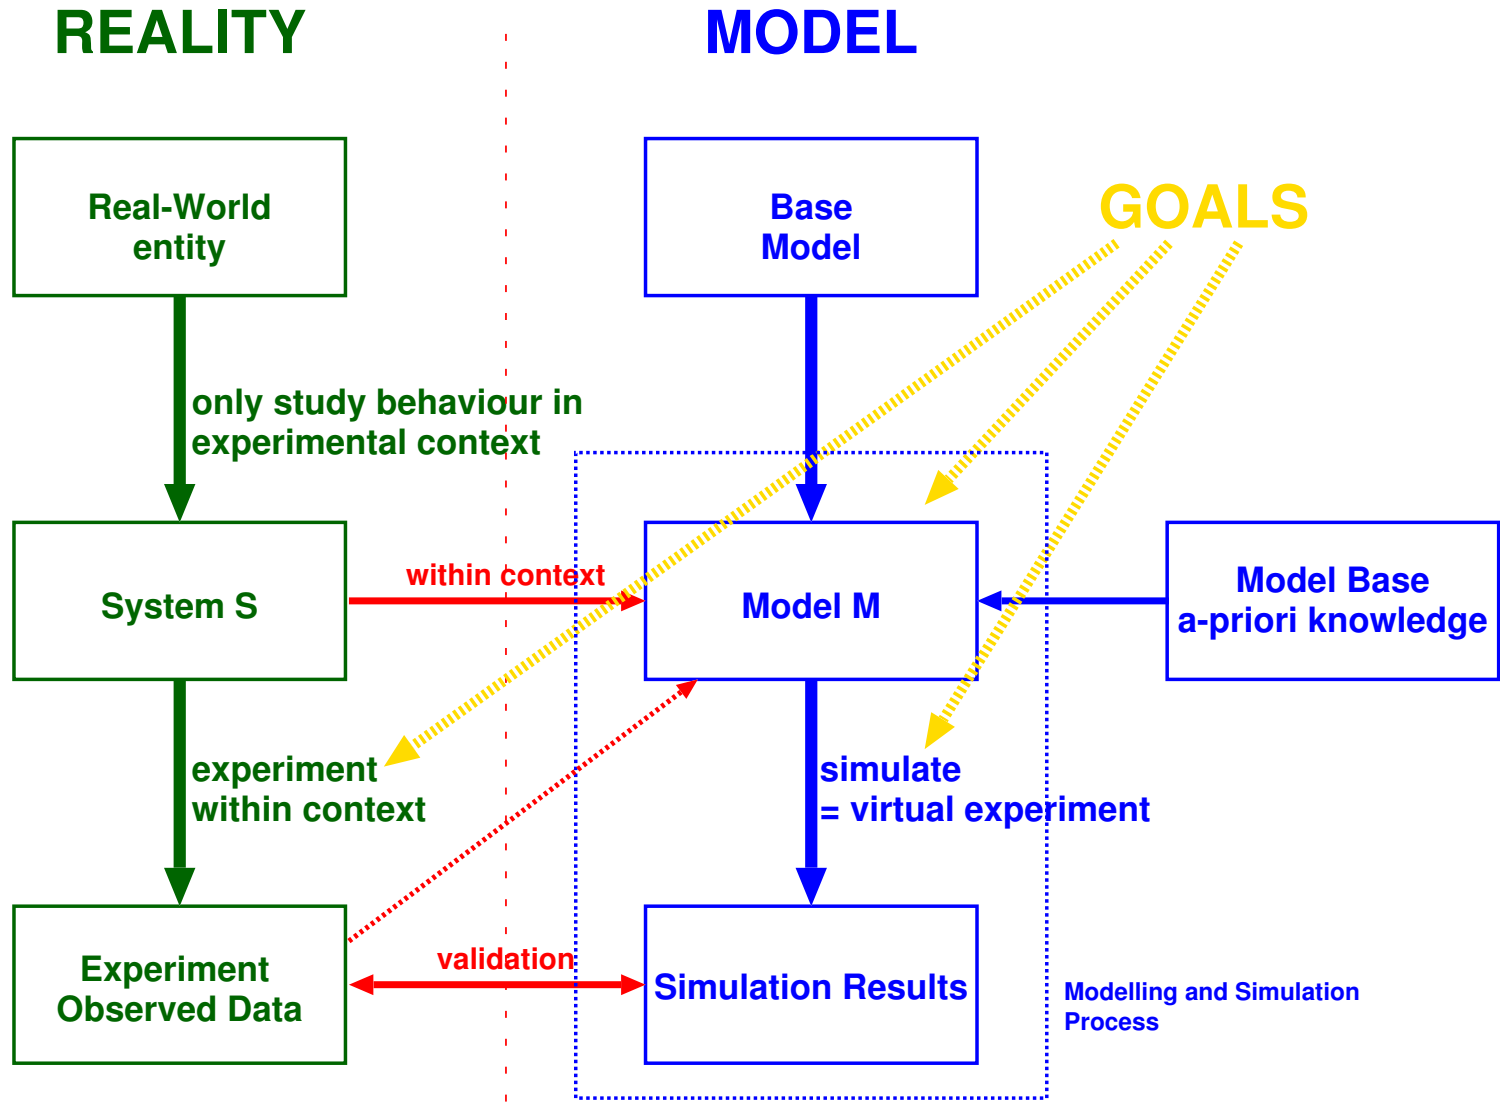 REALITY
MODEL
Real-World
entity
Base
Model
GOALS
only study behaviour in
experimental context
System S
within context
Model M
Model Base
a-priori knowledge
experiment
within context
simulate
= virtual experiment
Experiment
Observed Data
validation
Simulation Results
Modelling and Simulation
Process